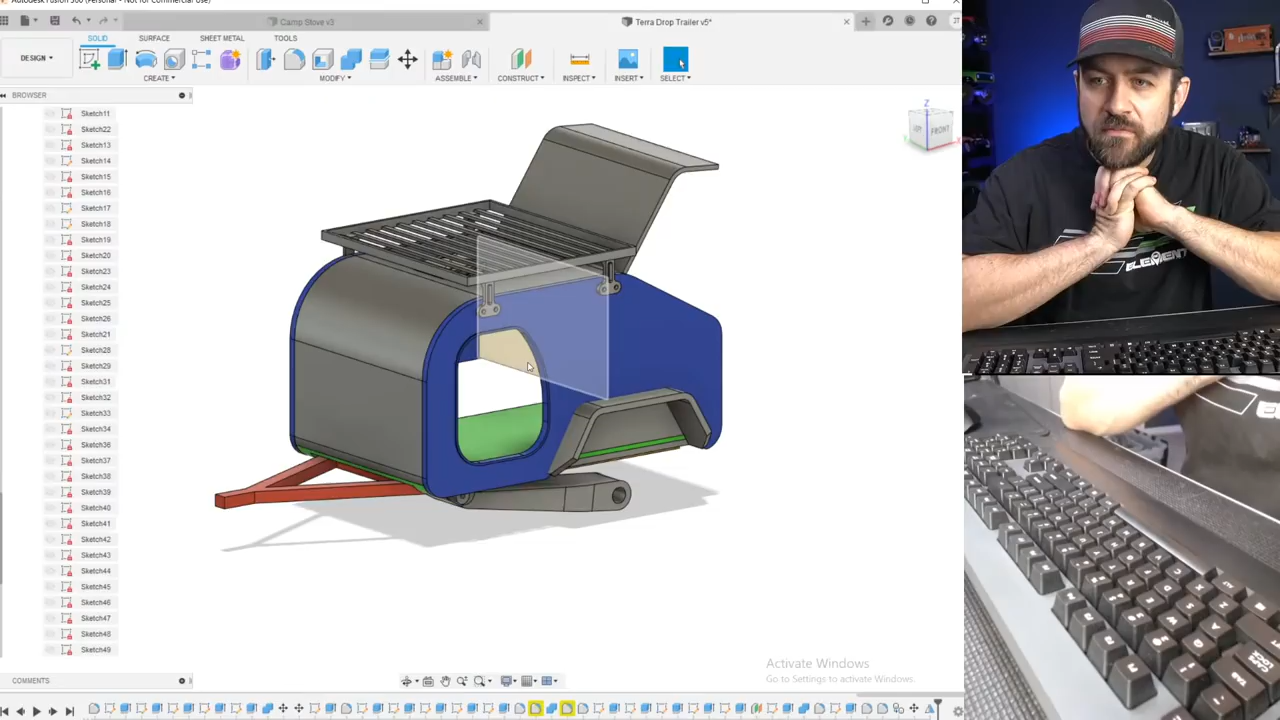 Autodesk Fusion 360 (Personal - Not for Commercial Use)
Camp Stove v3
Terra Drop Trailer v5*
JT
DESIGN
SOLID
SURFACE
SHEET METAL
TOOLS
CREATE
MODIFY
ASSEMBLE
CONSTRUCT
INSPECT
INSERT
SELECT
BROWSER
Sketch11
Sketch22
Sketch13
Sketch14
Sketch15
Sketch16
Sketch17
Sketch18
Sketch19
Sketch20
Sketch23
Sketch24
Sketch25
Sketch26
Sketch21
Sketch28
Sketch29
Sketch31
Sketch32
Sketch33
Sketch34
Sketch36
Sketch37
Sketch38
Sketch39
Sketch40
Sketch41
Sketch42
Sketch43
Sketch44
Sketch45
Sketch46
Sketch47
Sketch48
Sketch49
COMMENTS
Z
FRONT
ELEMENT
Activate Windows
Go to Settings to activate Windows.
CAPS
LOCK